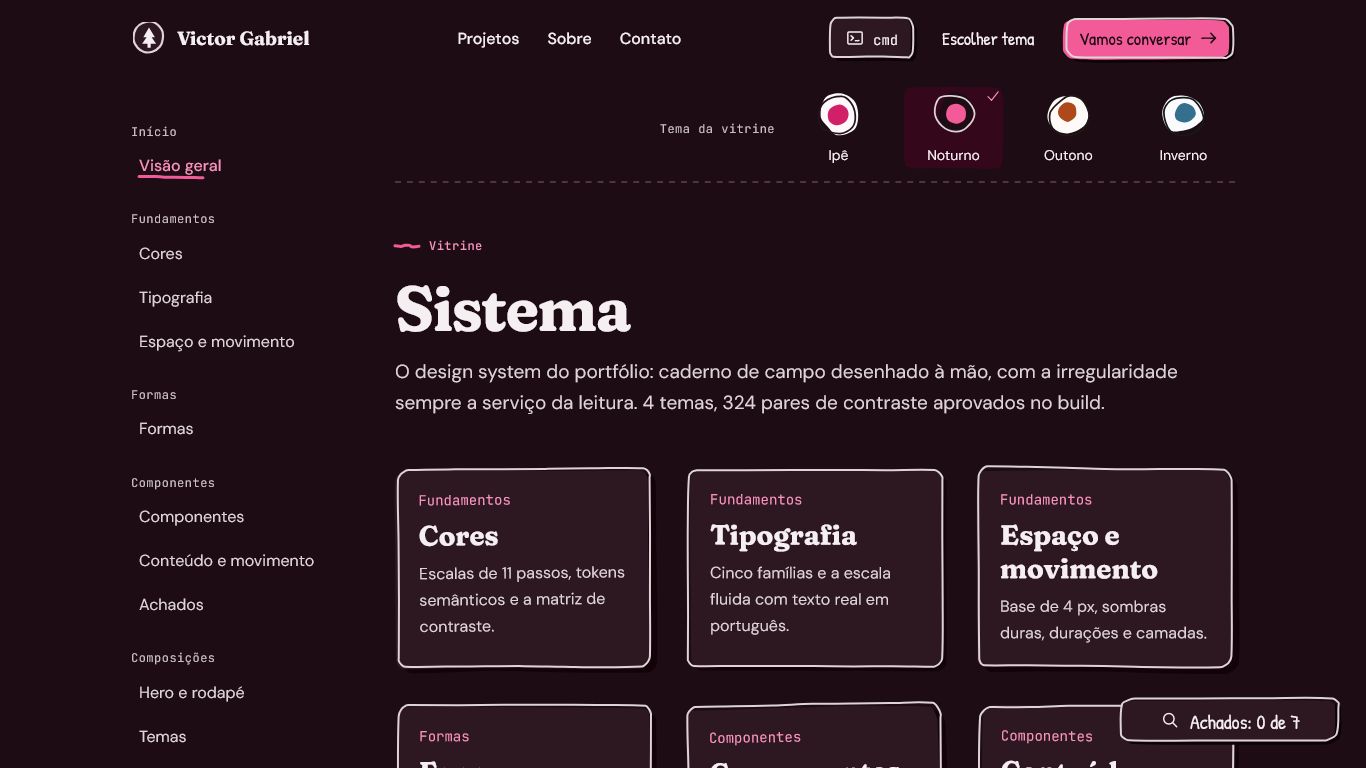 Victor Gabriel
Projetos
Sobre
Contato
cmd
Escolher tema
Vamos conversar
Tema da vitrine
Ipê
Noturno
Outono
Inverno
Início
Visão geral
Fundamentos
Cores
Tipografia
Espaço e movimento
Formas
Formas
Componentes
Componentes
Conteúdo e movimento
Achados
Composições
Hero e rodapé
Temas
Vitrine
Sistema
O design system do portfólio: caderno de campo desenhado à mão, com a irregularidade
sempre a serviço da leitura. 4 temas, 324 pares de contraste aprovados no build.
Fundamentos
Cores
Escalas de 11 passos, tokens
semânticos e a matriz de
contraste.
Fundamentos
Tipografia
Cinco famílias e a escala
fluida com texto real em
português.
Fundamentos
Espaço e
movimento
Base de 4 px, sombras
duras, durações e camadas.
Formas
Componentes
Componentes
Achados: 0 de 7